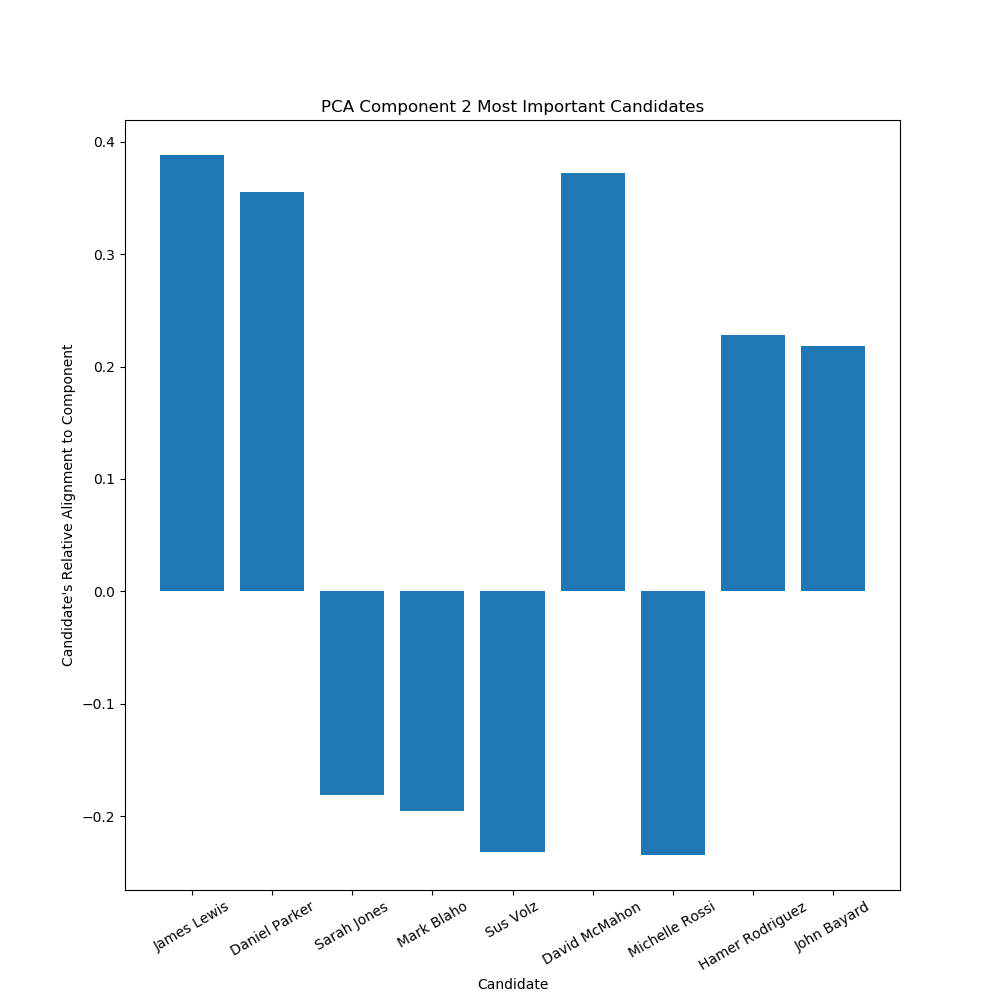 PCA Component 2 Most Important Candidates
Candidate's Relative Alignment to Component
0.4
0.3
0.2
0.1
0.0
−0.1
−0.2
James Lewis
Daniel Parker
Sarah Jones
Mark Blaho
Sus Volz
David McMahon
Michelle Rossi
Hamer Rodriguez
John Bayard
Candidate